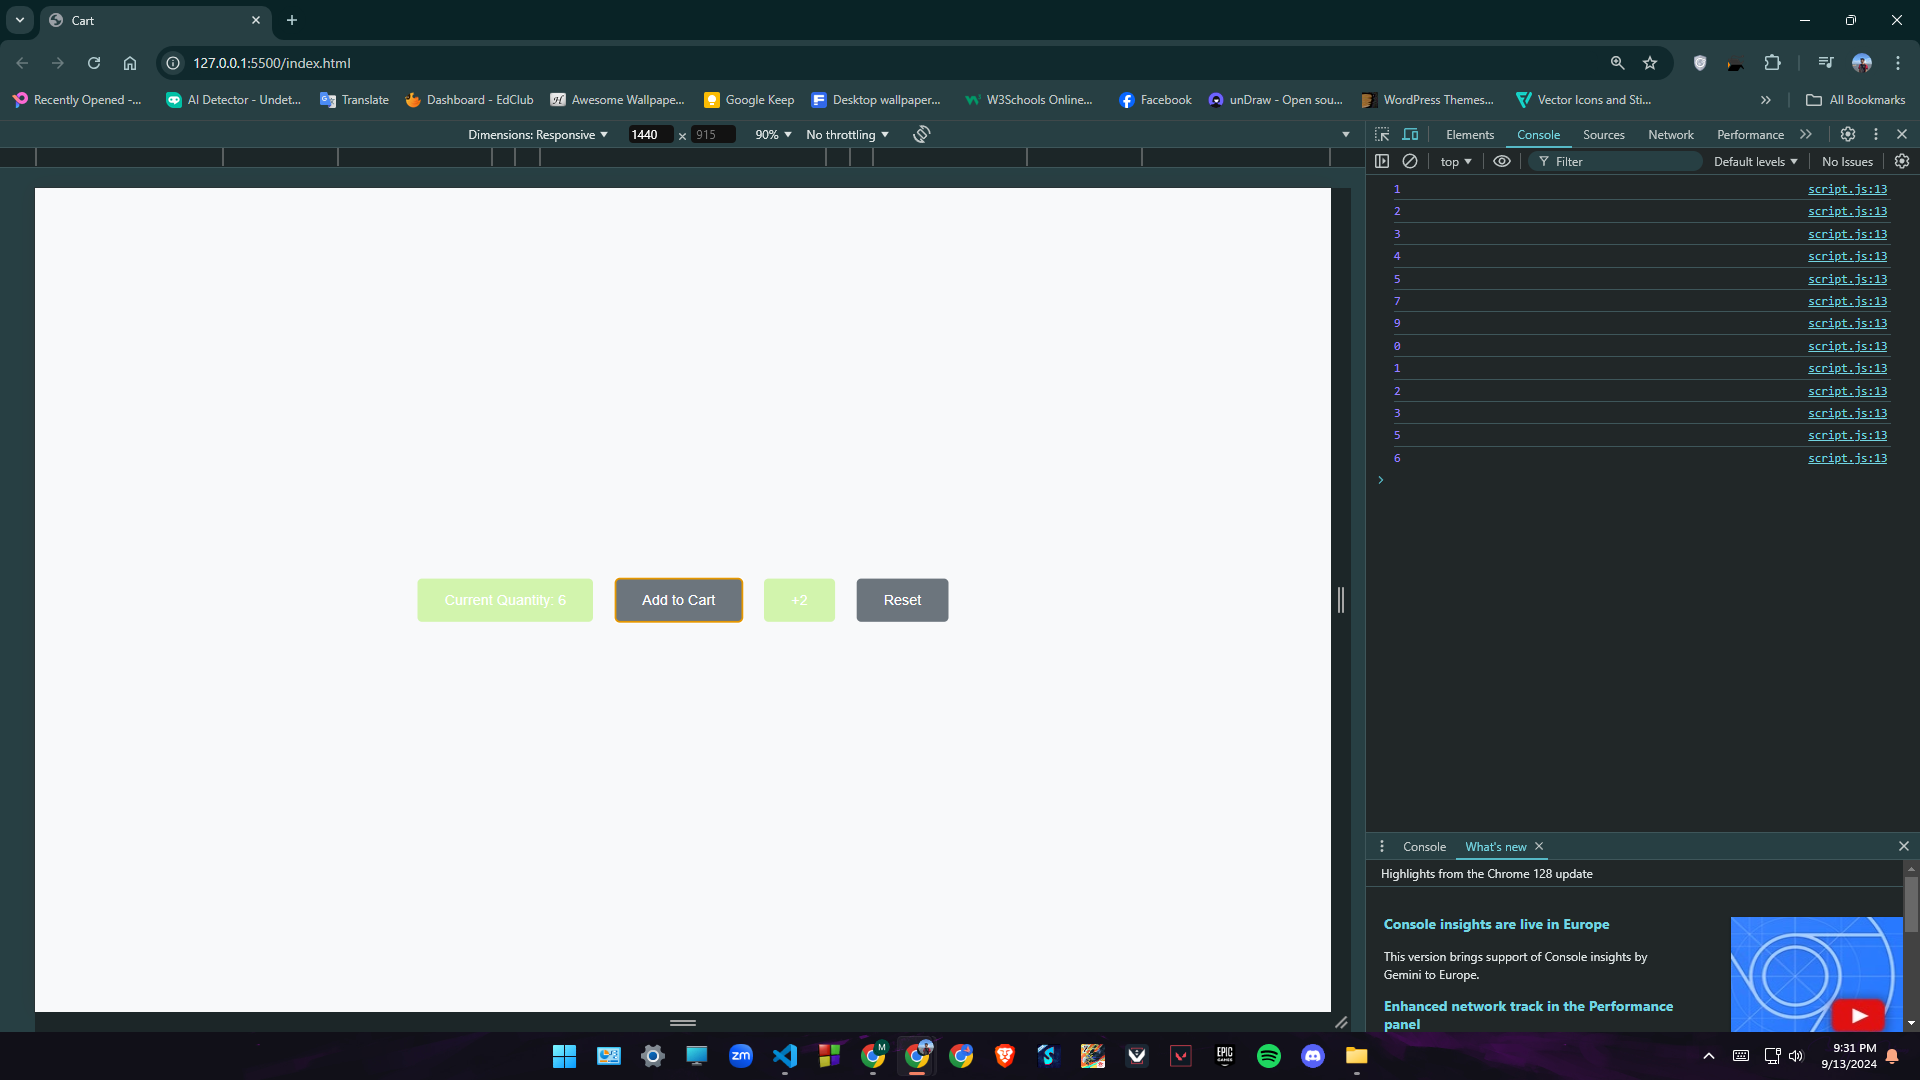 Cart
127.0.0.1:5500/index.html
Recently Opened -...
AI Detector - Undet...
Translate
Dashboard - EdClub
Awesome Wallpape...
Google Keep
Desktop wallpaper...
W3Schools Online...
Facebook
unDraw - Open sou...
WordPress Themes...
Vector Icons and Sti...
All Bookmarks
Dimensions: Responsive
1440 × 915
90%
No throttling
Elements
Console
Sources
Network
Performance
top
Filter
Default levels
No Issues
1 script.js:13
2 script.js:13
3 script.js:13
4 script.js:13
5 script.js:13
7 script.js:13
9 script.js:13
0 script.js:13
1 script.js:13
2 script.js:13
3 script.js:13
5 script.js:13
6 script.js:13
Current Quantity: 6
Add to Cart
+2
Reset
Console
What's new
Highlights from the Chrome 128 update
Console insights are live in Europe
This version brings support of Console insights by
Gemini to Europe.
Enhanced network track in the Performance
panel
zm
M
EPIC
GAMES
9:31 PM
9/13/2024